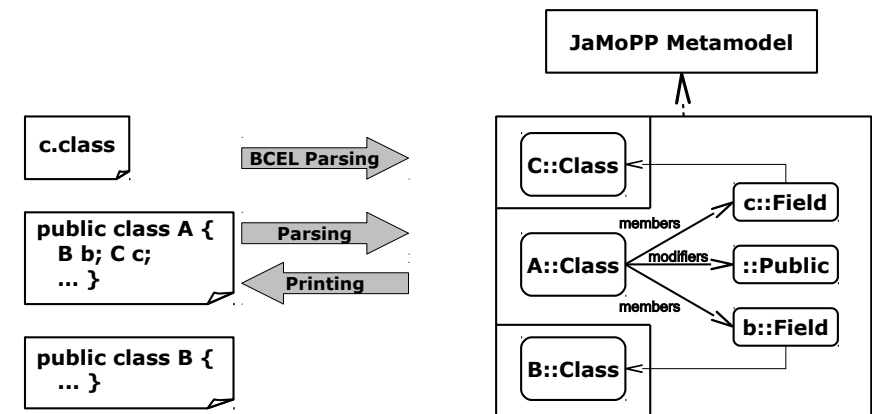 JaMoPP Metamodel
c.class
BCEL Parsing
C::Class
c::Field
public class A {
B b; C c;
... }
Parsing
Printing
members
A::Class
modifiers
::Public
members
b::Field
public class B {
... }
B::Class